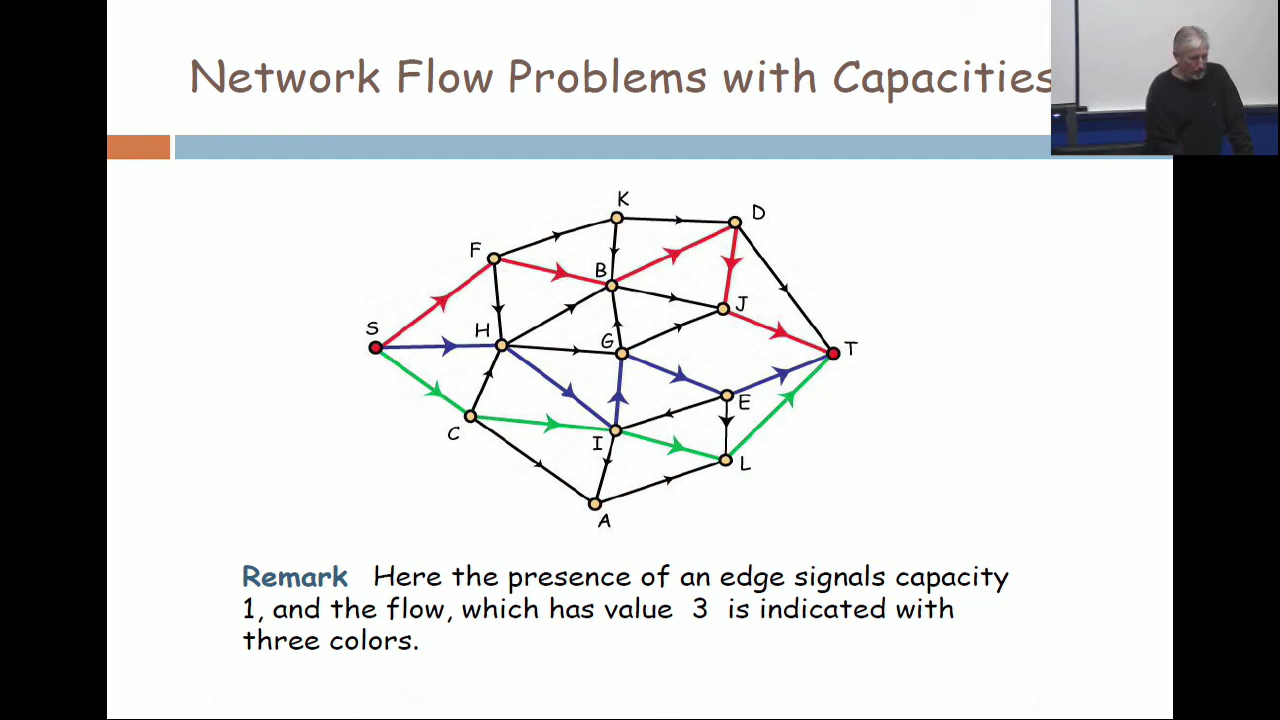 Network Flow Problems with Capacities
K
D
F
B
J
S
H
G
T
E
C
I
L
A
Remark Here the presence of an edge signals capacity
1, and the flow, which has value 3 is indicated with
three colors.